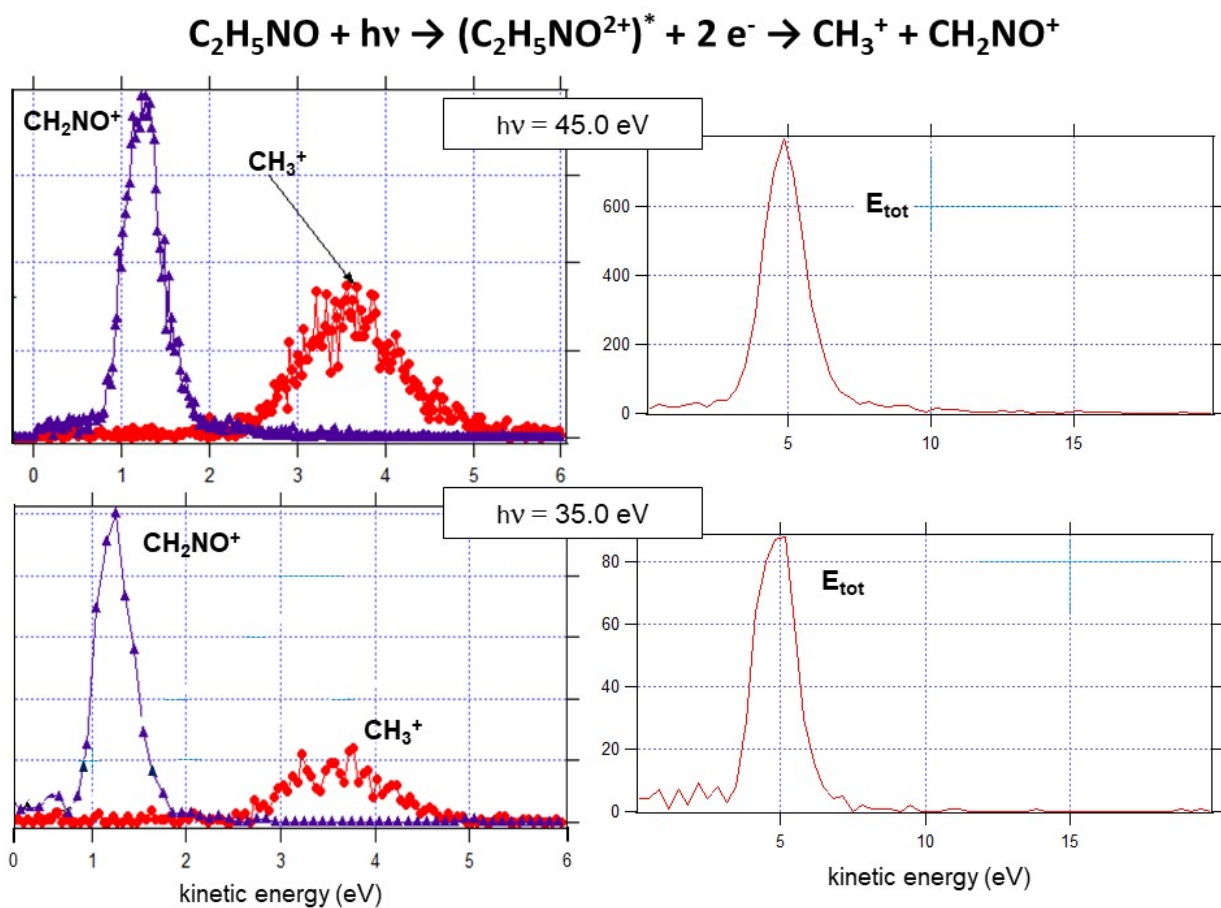 C₂H₅NO + hν → (C₂H₅NO²⁺)* + 2 e⁻ → CH₃⁺ + CH₂NO⁺
hν = 45.0 eV
CH₂NO⁺
CH₃⁺
0 1 2 3 4 5 6
E_tot
600
400
200
0
5 10 15
hν = 35.0 eV
CH₂NO⁺
CH₃⁺
0 1 2 3 4 5 6
kinetic energy (eV)
E_tot
80
60
40
20
0
5 10 15
kinetic energy (eV)